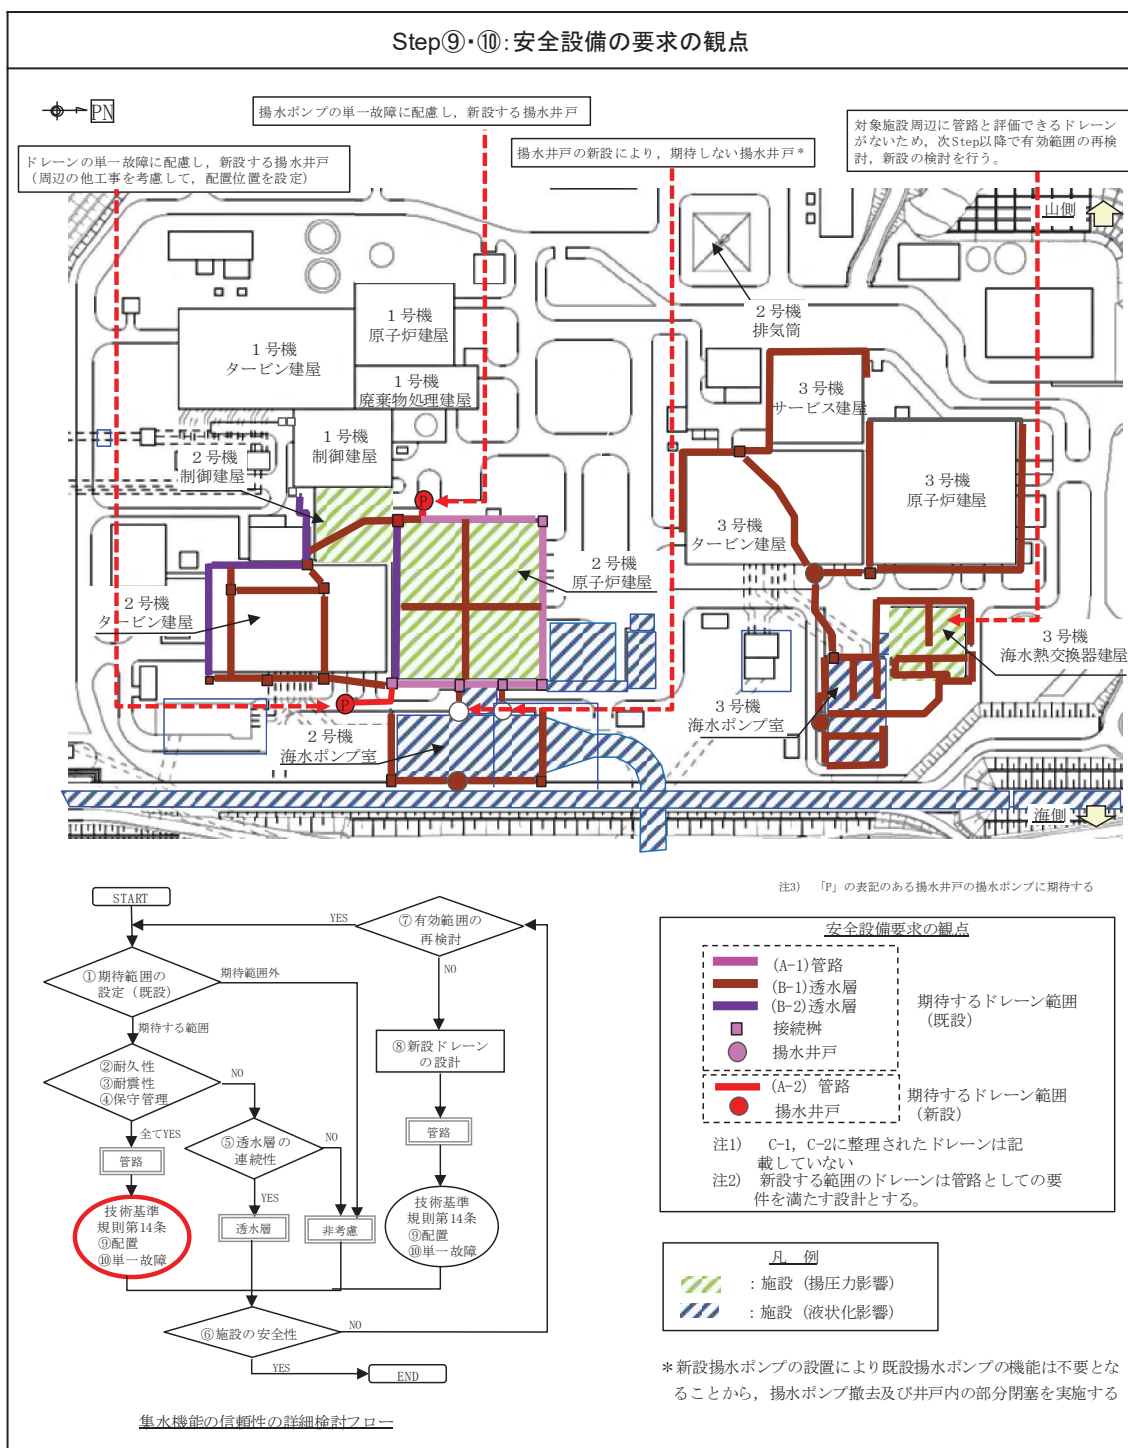 Step⑨・⑩:安全設備の要求の観点
PN
揚水ポンプの単一故障に配慮し，新設する揚水井戸
ドレーンの単一故障に配慮し，新設する揚水井戸
（周辺の他工事を考慮して，配置位置を設定）
揚水井戸の新設により，期待しない揚水井戸＊
対象施設周辺に管路と評価できるドレーン
がないため，次Step以降で有効範囲の再検
討，新設の検討を行う。
山側
１号機
原子炉建屋
１号機
タービン建屋
１号機
廃棄物処理建屋
１号機
制御建屋
２号機
制御建屋
２号機
排気筒
３号機
サービス建屋
３号機
原子炉建屋
３号機
タービン建屋
P
２号機
原子炉建屋
２号機
タービン建屋
P
３号機
海水熱交換器建屋
３号機
海水ポンプ室
２号機
海水ポンプ室
海側
注3) 「P」の表記のある揚水井戸の揚水ポンプに期待する
START
YES
⑦有効範囲の
再検討
NO
①期待範囲の
設定（既設）
期待範囲外
期待する範囲
②耐久性
③耐震性
④保守管理
NO
全てYES
管路
⑤透水層の
連続性
NO
YES
透水層
非考慮
⑧新設ドレーン
の設計
管路
技術基準
規則第14条
⑨配置
⑩単一故障
技術基準
規則第14条
⑨配置
⑩単一故障
⑥施設の安全性
NO
YES
END
集水機能の信頼性の詳細検討フロー
安全設備要求の観点
(A-1)管路
(B-1)透水層
(B-2)透水層
接続桝
揚水井戸
期待するドレーン範囲
（既設）
(A-2) 管路
揚水井戸
期待するドレーン範囲
（新設）
注1) C-1, C-2に整理されたドレーンは記
載していない
注2) 新設する範囲のドレーンは管路としての要
件を満たす設計とする。
凡 例
：施設（揚圧力影響）
：施設（液状化影響）
＊新設揚水ポンプの設置により既設揚水ポンプの機能は不要とな
ることから，揚水ポンプ撤去及び井戸内の部分閉塞を実施する